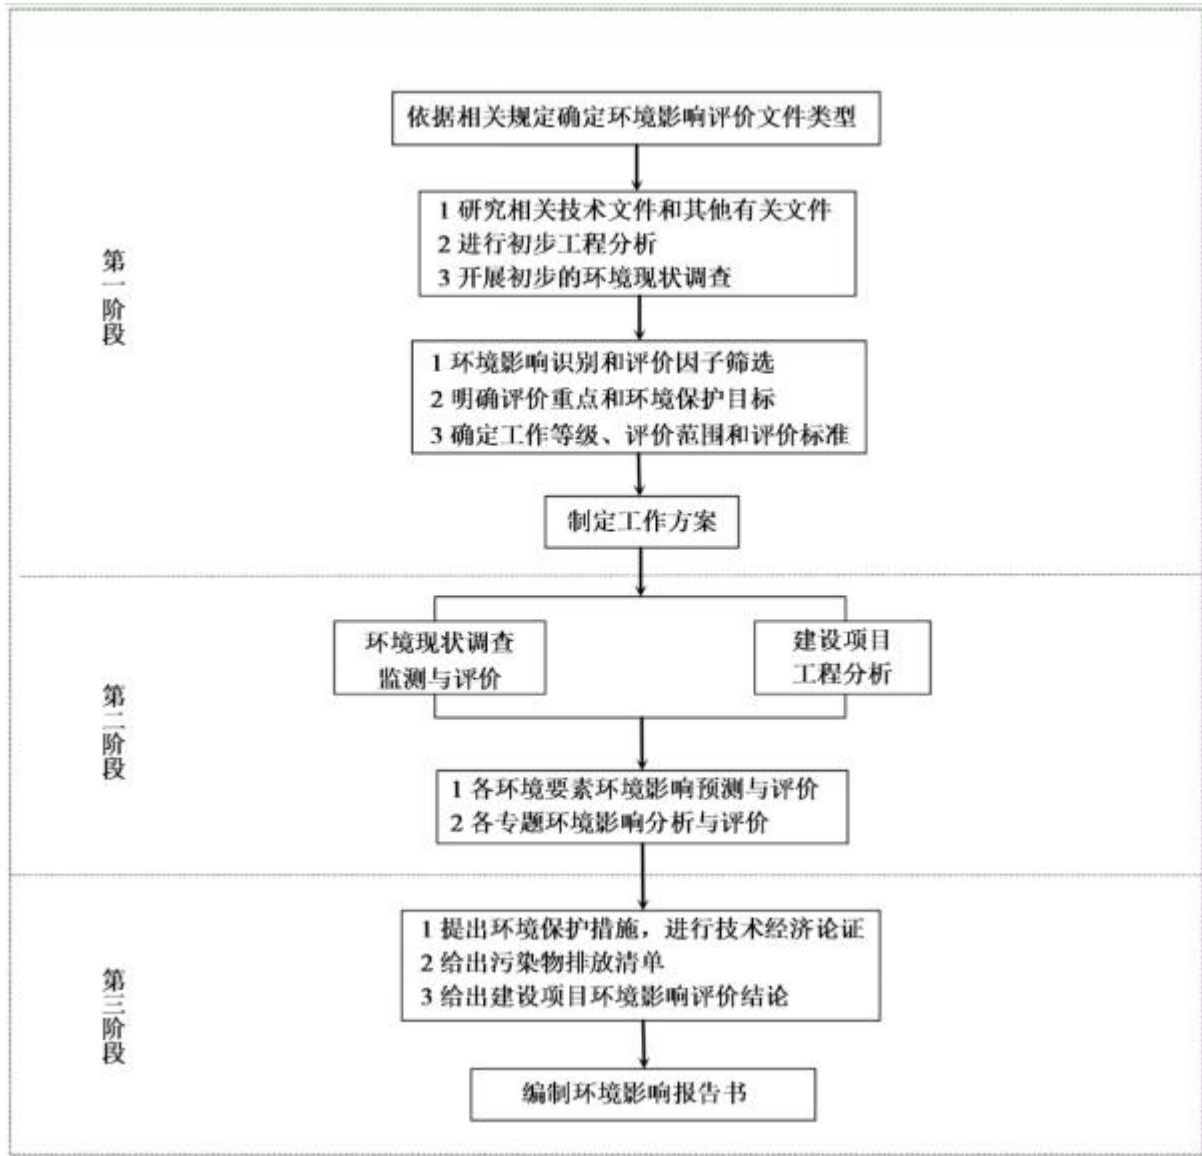 依据相关规定确定环境影响评价文件类型
第一阶段
1 研究相关技术文件和其他有关文件
2 进行初步工程分析
3 开展初步的环境现状调查
1 环境影响识别和评价因子筛选
2 明确评价重点和环境保护目标
3 确定工作等级、评价范围和评价标准
制定工作方案
第二阶段
环境现状调查
监测与评价
建设项目
工程分析
1 各环境要素环境影响预测与评价
2 各专题环境影响分析与评价
第三阶段
1 提出环境保护措施，进行技术经济论证
2 给出污染物排放清单
3 给出建设项目环境影响评价结论
编制环境影响报告书